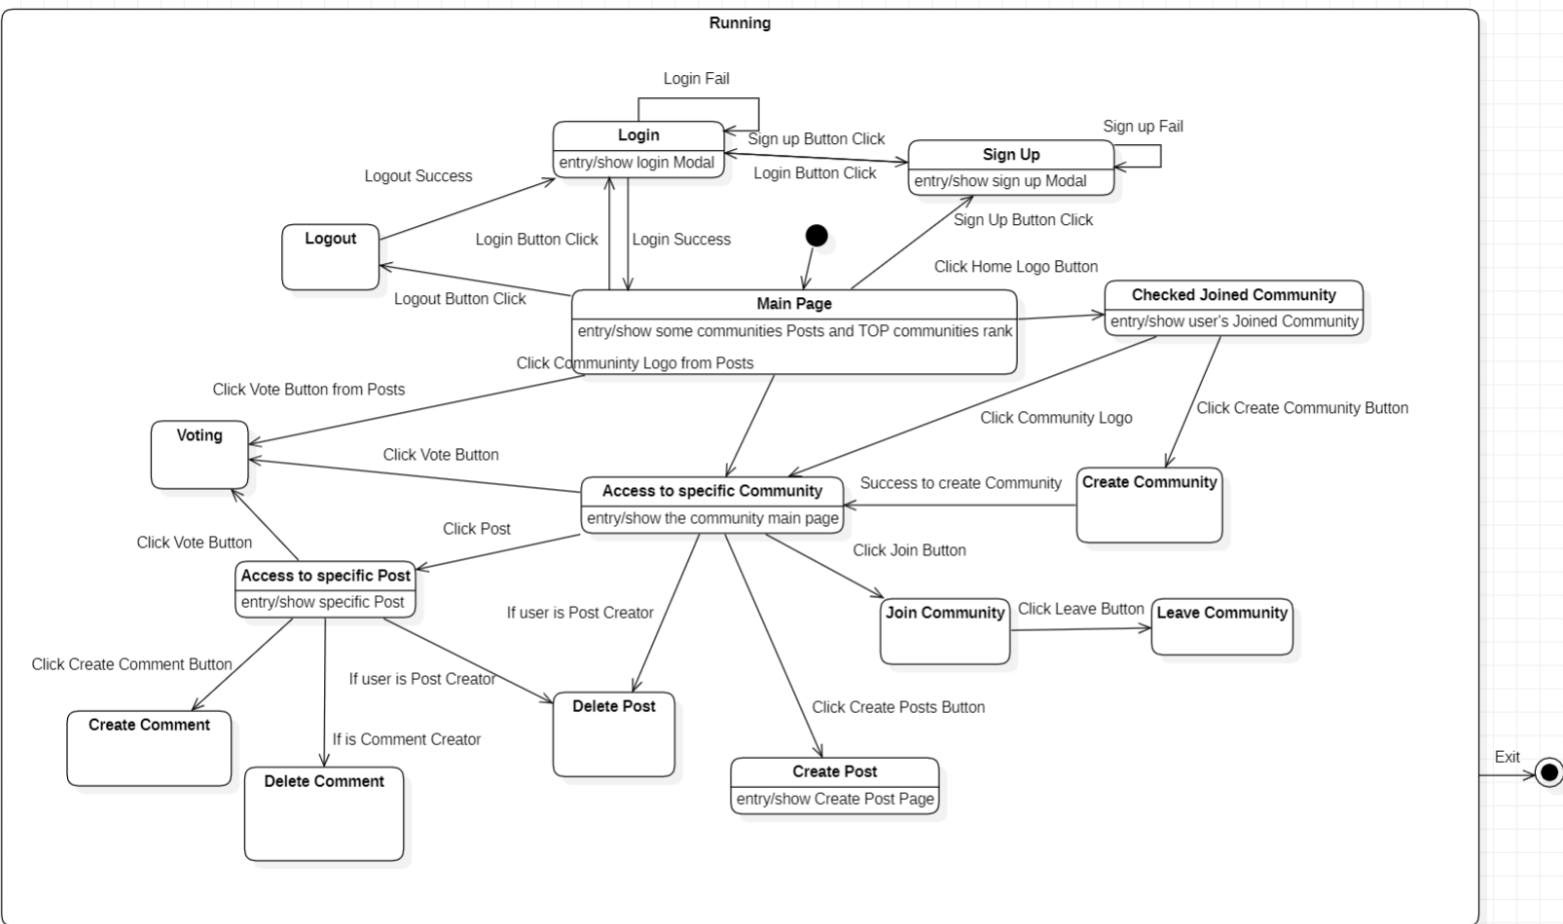 Running
Login Fail
Login
entry/show login Modal
Sign up Button Click
Login Button Click
Sign up Fail
Sign Up
entry/show sign up Modal
Logout Success
Logout
Login Button Click
Login Success
Sign Up Button Click
Logout Button Click
Click Home Logo Button
Main Page
entry/show some communities Posts and TOP communities rank
Checked Joined Community
entry/show user's Joined Community
Click Communinty Logo from Posts
Click Vote Button from Posts
Click Community Logo
Click Create Community Button
Voting
Click Vote Button
Access to specific Community
entry/show the community main page
Success to create Community
Create Community
Click Post
Click Vote Button
Click Join Button
Access to specific Post
entry/show specific Post
If user is Post Creator
Join Community
Click Leave Button
Leave Community
Click Create Comment Button
If user is Post Creator
Delete Post
Click Create Posts Button
Create Comment
If is Comment Creator
Delete Comment
Create Post
entry/show Create Post Page
Exit